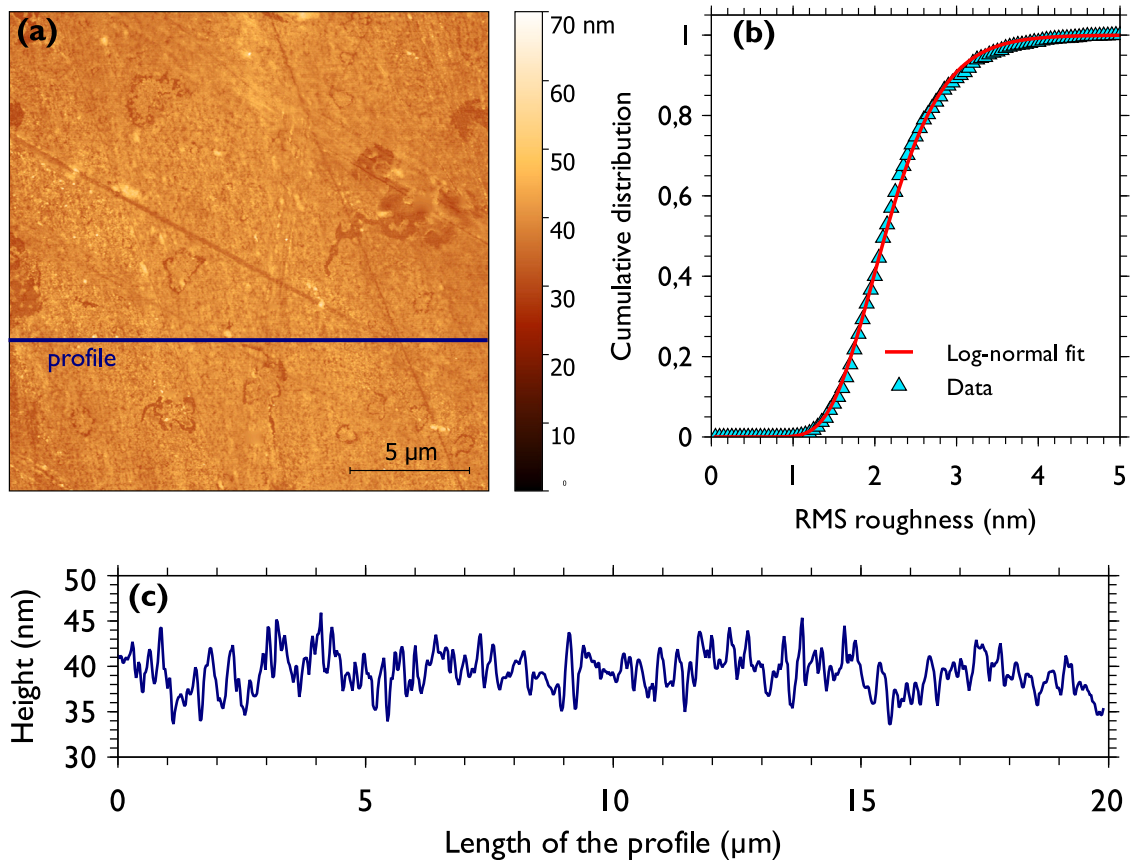 (a)
profile
5 μm
70 nm
60
50
40
30
20
10
0
(b)
Cumulative distribution
1
0,8
0,6
0,4
0,2
0
Log-normal fit
Data
0
1
2
3
4
5
RMS roughness (nm)
(c)
Height (nm)
50
45
40
35
30
0
5
10
15
20
Length of the profile (μm)